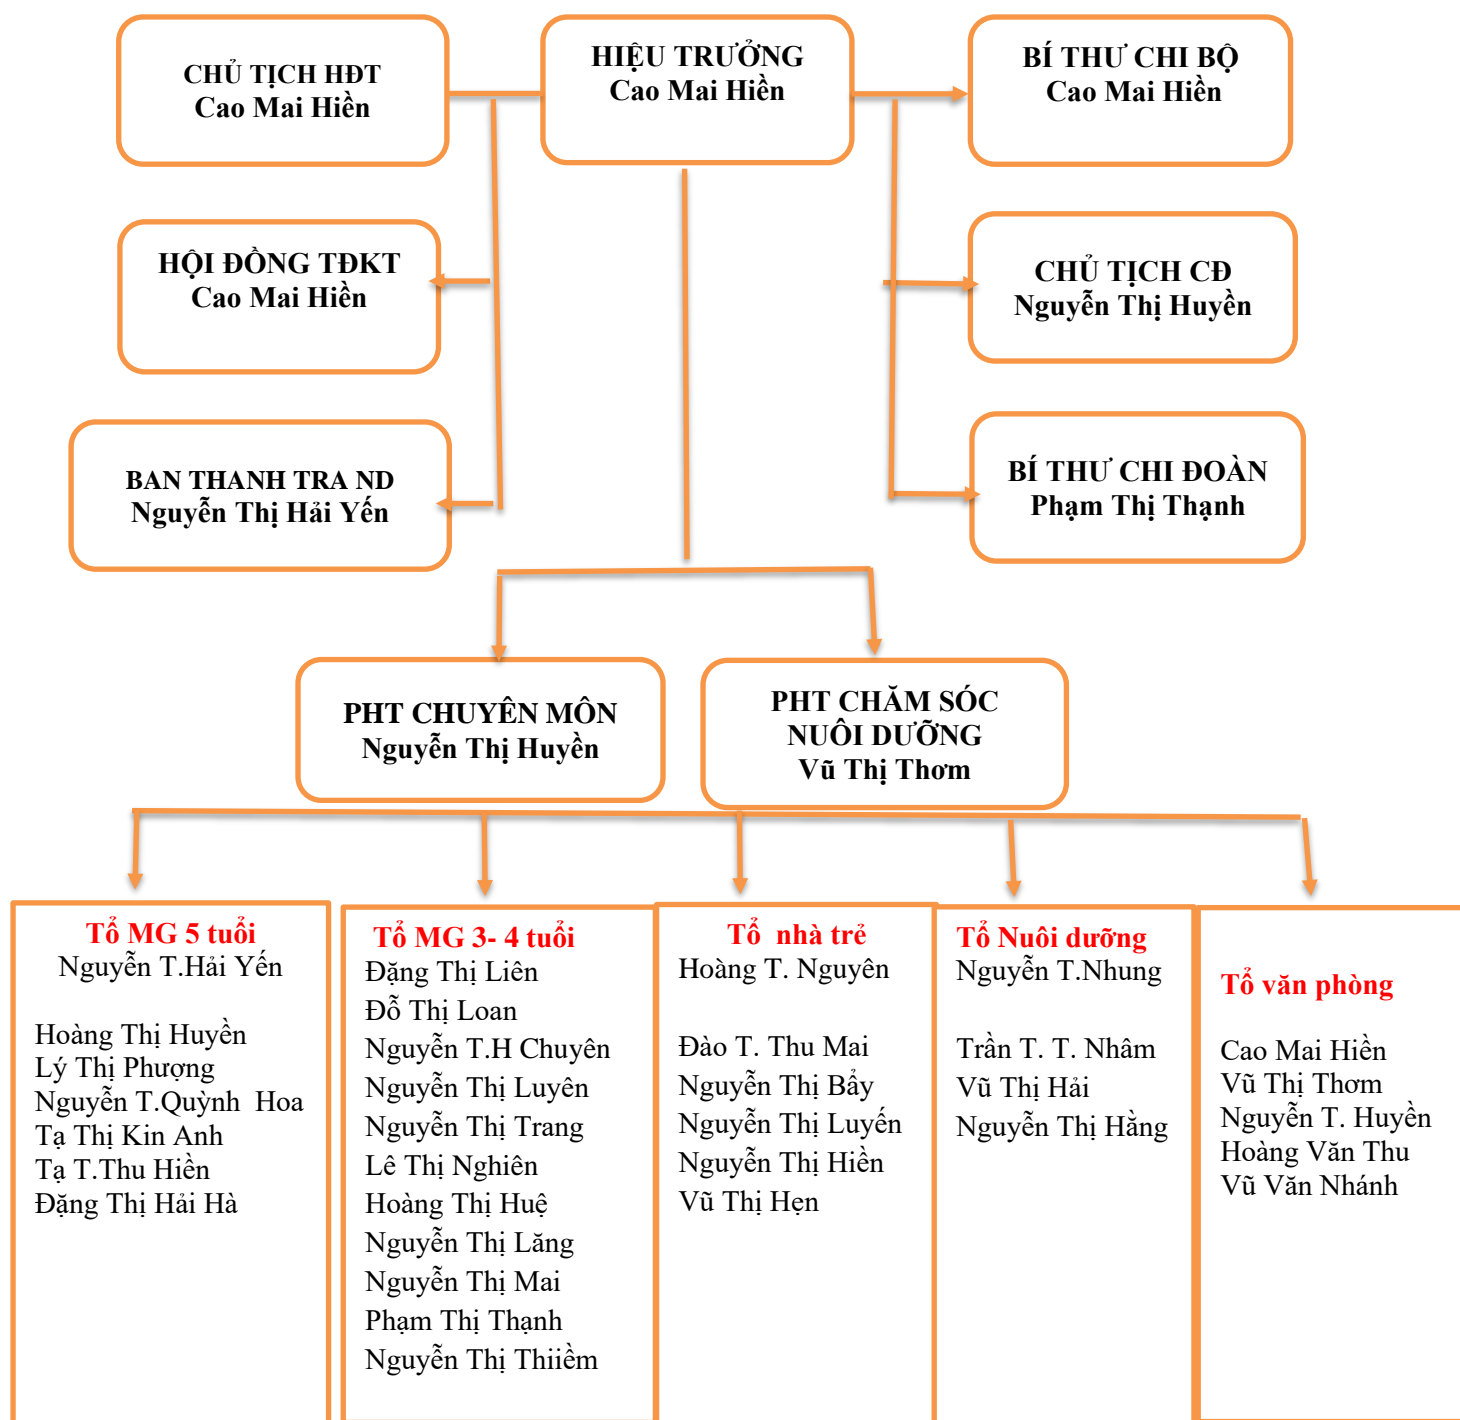 CHỦ TỊCH HĐT
Cao Mai Hiền
HIỆU TRƯỞNG
Cao Mai Hiền
BÍ THƯ CHI BỘ
Cao Mai Hiền
HỘI ĐỒNG TĐKT
Cao Mai Hiền
CHỦ TỊCH CĐ
Nguyễn Thị Huyền
BAN THANH TRA ND
Nguyễn Thị Hải Yến
BÍ THƯ CHI ĐOÀN
Phạm Thị Thạnh
PHT CHUYÊN MÔN
Nguyễn Thị Huyền
PHT CHĂM SÓC
NUÔI DƯỠNG
Vũ Thị Thơm
Tổ MG 5 tuổi
Nguyễn T.Hải Yến
Hoàng Thị Huyền
Lý Thị Phượng
Nguyễn T.Quỳnh Hoa
Tạ Thị Kin Anh
Tạ T.Thu Hiền
Đặng Thị Hải Hà
Tổ MG 3- 4 tuổi
Đặng Thị Liên
Đỗ Thị Loan
Nguyễn T.H Chuyên
Nguyễn Thị Luyên
Nguyễn Thị Trang
Lê Thị Nghiên
Hoàng Thị Huệ
Nguyễn Thị Lăng
Nguyễn Thị Mai
Phạm Thị Thạnh
Nguyễn Thị Thiiềm
Tổ nhà trẻ
Hoàng T. Nguyên
Đào T. Thu Mai
Nguyễn Thị Bẩy
Nguyễn Thị Luyến
Nguyễn Thị Hiền
Vũ Thị Hẹn
Tổ Nuôi dưỡng
Nguyễn T.Nhung
Trần T. T. Nhâm
Vũ Thị Hải
Nguyễn Thị Hằng
Tổ văn phòng
Cao Mai Hiền
Vũ Thị Thơm
Nguyễn T. Huyền
Hoàng Văn Thu
Vũ Văn Nhánh